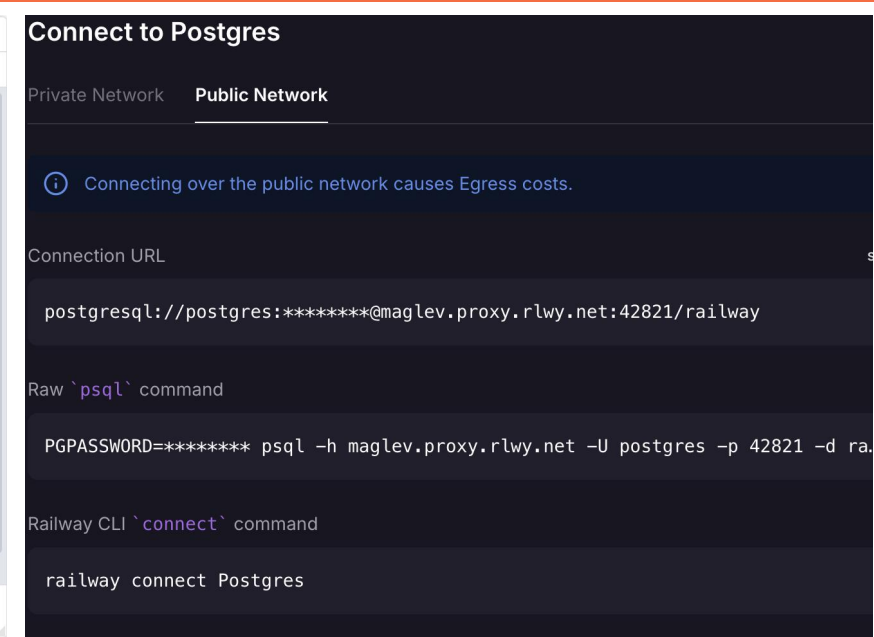 Connect to Postgres
Private Network Public Network
Connecting over the public network causes Egress costs.
Connection URL
postgresql://postgres:********@maglev.proxy.rlwy.net:42821/railway
Raw `psql` command
PGPASSWORD=******** psql -h maglev.proxy.rlwy.net -U postgres -p 42821 -d ra.
Railway CLI `connect` command
railway connect Postgres